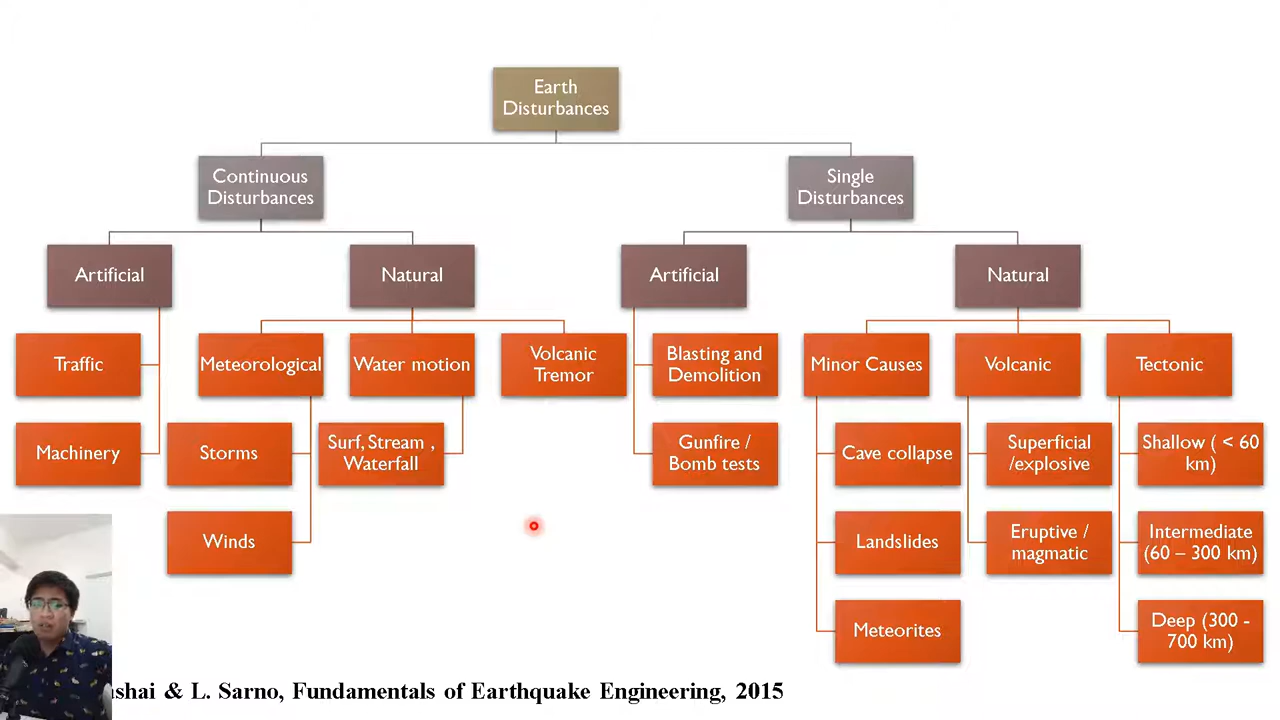 Earth
Disturbances
Continuous
Disturbances
Single
Disturbances
Artificial
Natural
Artificial
Natural
Traffic
Meteorological
Water motion
Volcanic
Tremor
Blasting and
Demolition
Minor Causes
Volcanic
Tectonic
Machinery
Storms
Surf, Stream ,
Waterfall
Gunfire /
Bomb tests
Cave collapse
Superficial
/explosive
Shallow ( < 60
km)
Winds
Landslides
Eruptive /
magmatic
Intermediate
(60 – 300 km)
Meteorites
Deep (300 -
700 km)
& L. Sarno, Fundamentals of Earthquake Engineering, 2015